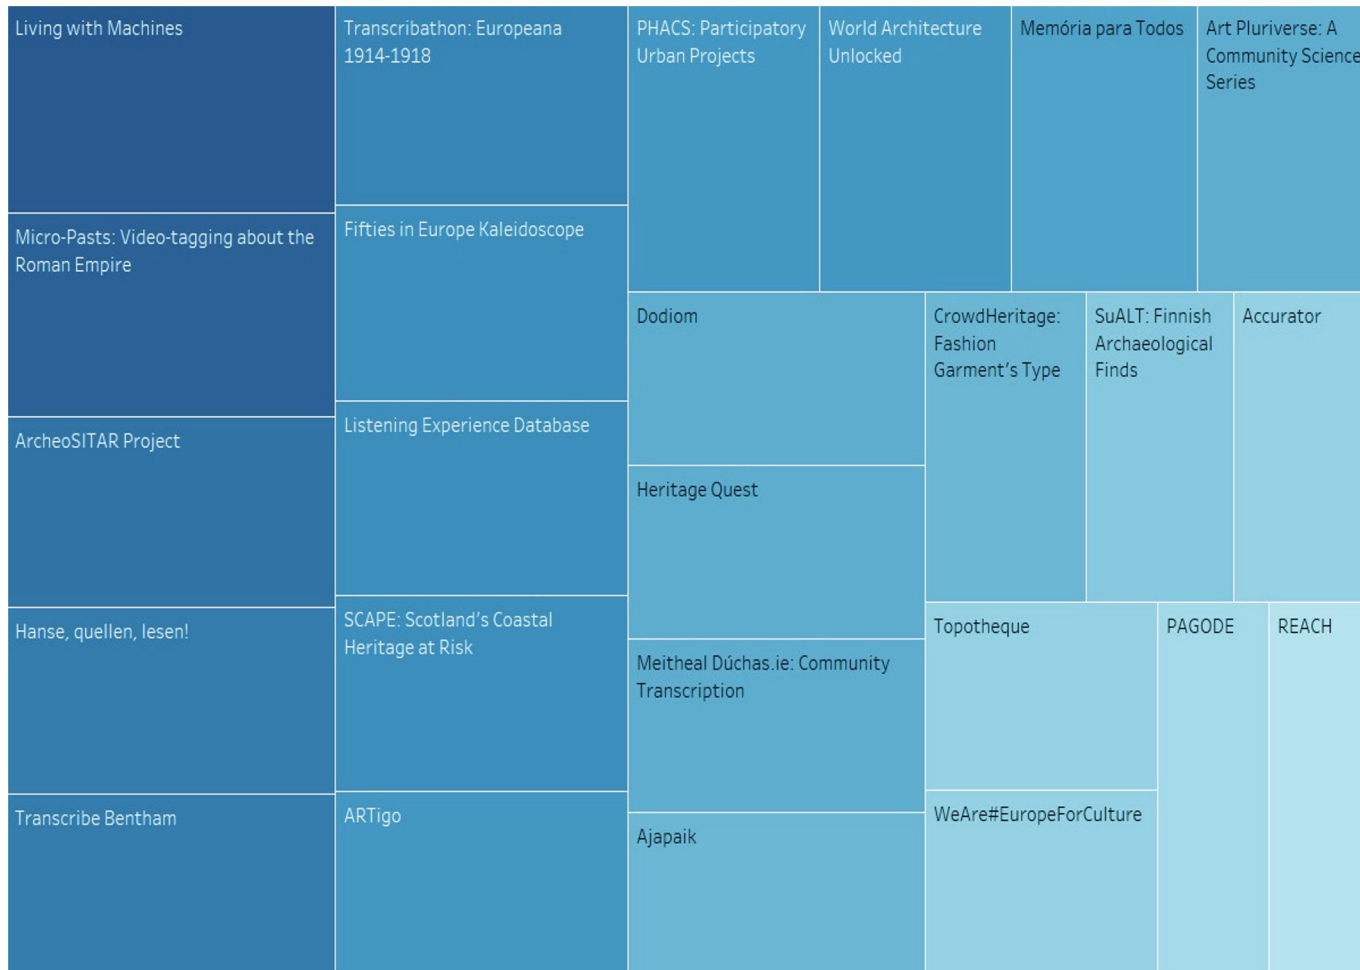 Living with Machines
Micro-Pasts: Video-tagging about the
Roman Empire
ArcheoSITAR Project
Hanse, quellen, lesen!
Transcribe Bentham
Transcribathon: Europeana
1914-1918
Fifties in Europe Kaleidoscope
Listening Experience Database
SCAPE: Scotland's Coastal
Heritage at Risk
ARTigo
PHACS: Participatory
Urban Projects
World Architecture
Unlocked
Memória para Todos
Art Pluriverse: A
Community Science
Series
Dodiom
Heritage Quest
Meitheal Dúchas.ie: Community
Transcription
Ajapaik
CrowdHeritage:
Fashion
Garment's Type
SuALT: Finnish
Archaeological
Finds
Accurator
Topotheque
WeAre#EuropeForCulture
PAGODE
REACH